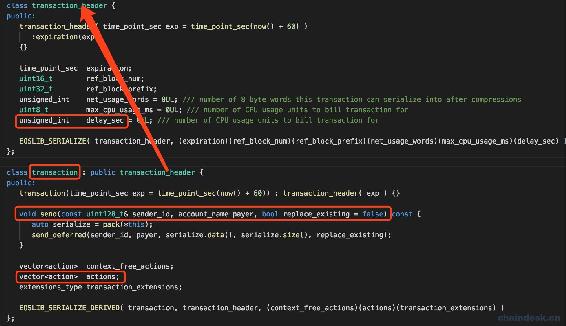 class transaction_header {
public:
transaction_header( time_point_sec exp = time_point_sec(now() + 60) )
:expiration(exp)
{}
time_point_sec expiration;
uint16_t ref_block_num;
uint32_t ref_block_prefix;
unsigned_int net_usage_words = 0UL; /// number of 8 byte words this transaction can serialize into after compressions
uint8_t max_cpu_usage_ms = 0UL; /// number of CPU usage units to bill transaction for
unsigned_int delay_sec = 0UL; /// number of CPU usage units to bill transaction for
EOSLIB_SERIALIZE( transaction_header, (expiration)(ref_block_num)(ref_block_prefix)(net_usage_words)(max_cpu_usage_ms)(delay_sec) )
};
class transaction : public transaction_header {
public:
transaction(time_point_sec exp = time_point_sec(now() + 60)) : transaction_header( exp ) {}
void send(const uint128_t& sender_id, account_name payer, bool replace_existing = false) const {
auto serialize = pack(*this);
send_deferred(sender_id, payer, serialize.data(), serialize.size(), replace_existing);
}
vector<action> context_free_actions;
vector<action> actions;
extensions_type transaction_extensions;
EOSLIB_SERIALIZE_DERIVED( transaction, transaction_header, (context_free_actions)(actions)(transaction_extensions) )
};
chaindesk.cn